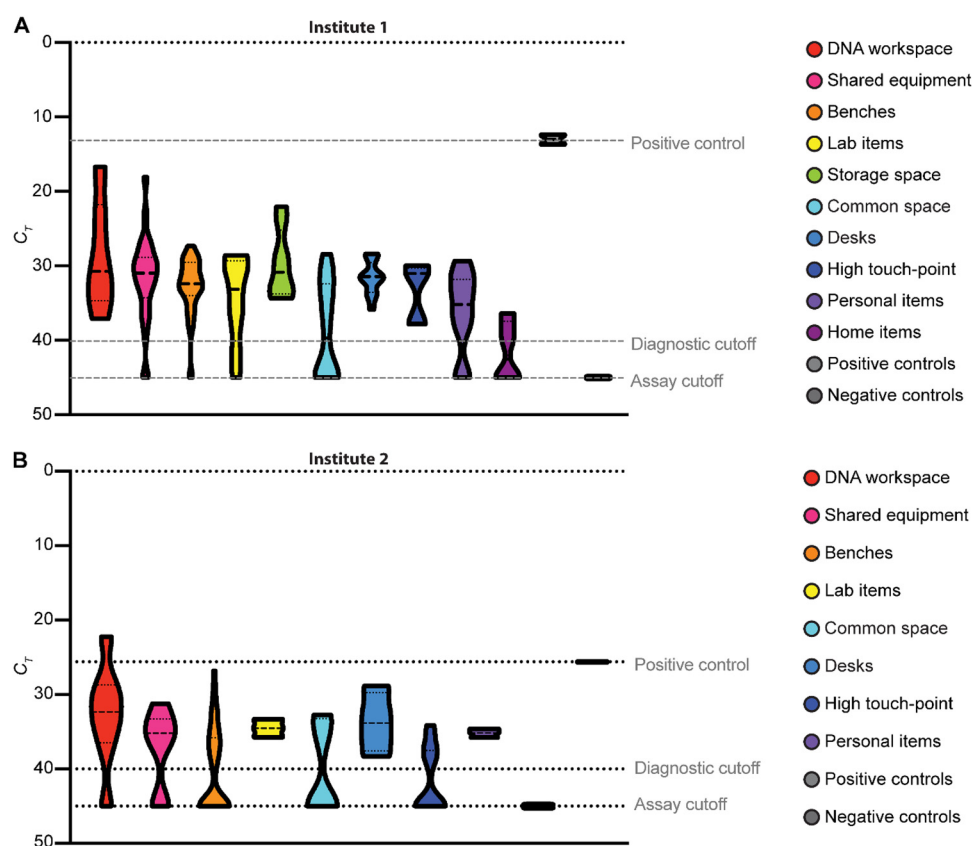 A
Institute 1
0
10
20
30
40
50
C_T
Positive control
Diagnostic cutoff
Assay cutoff
DNA workspace
Shared equipment
Benches
Lab items
Storage space
Common space
Desks
High touch-point
Personal items
Home items
Positive controls
Negative controls
B
Institute 2
0
10
20
30
40
50
C_T
Positive control
Diagnostic cutoff
Assay cutoff
DNA workspace
Shared equipment
Benches
Lab items
Common space
Desks
High touch-point
Personal items
Positive controls
Negative controls